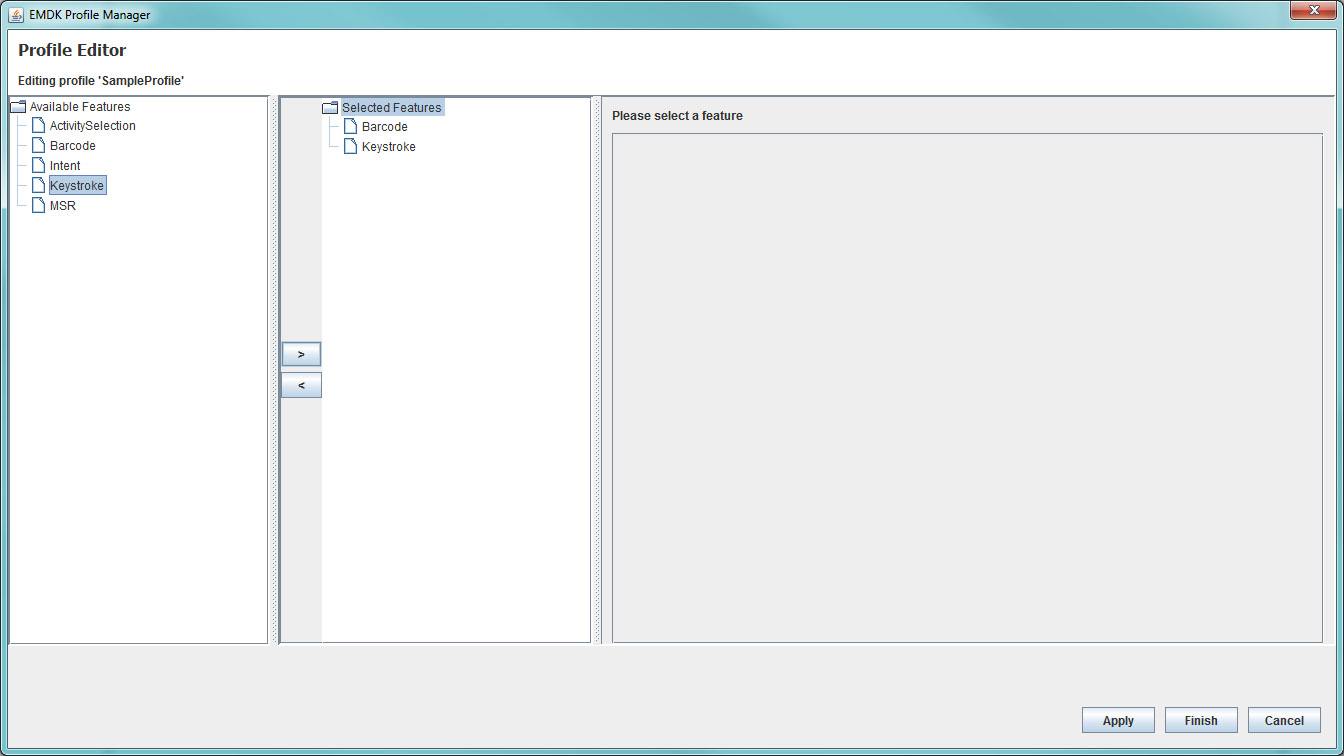 EMDK Profile Manager
Profile Editor
Editing profile 'SampleProfile'
Available Features
ActivitySelection
Barcode
Intent
Keystroke
MSR
>
<
Selected Features
Barcode
Keystroke
Please select a feature
Apply
Finish
Cancel